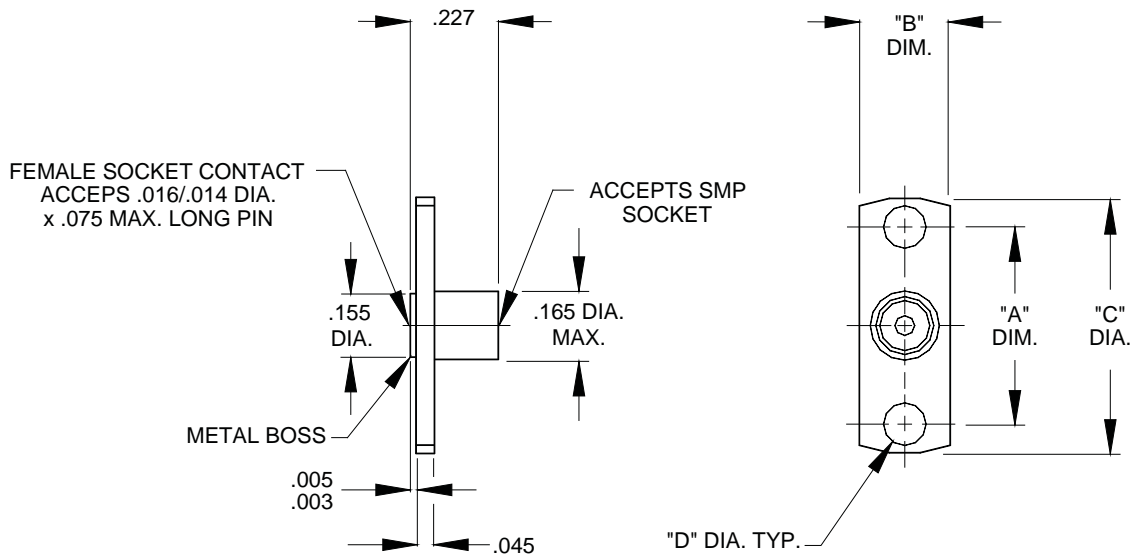 .227
"B"
DIM.
FEMALE SOCKET CONTACT
ACCEPS .016/.014 DIA.
x .075 MAX. LONG PIN
ACCEPTS SMP
SOCKET
.155
DIA.
.165 DIA.
MAX.
"A"
DIM.
"C"
DIA.
METAL BOSS
.005
.003
.045
"D" DIA. TYP.